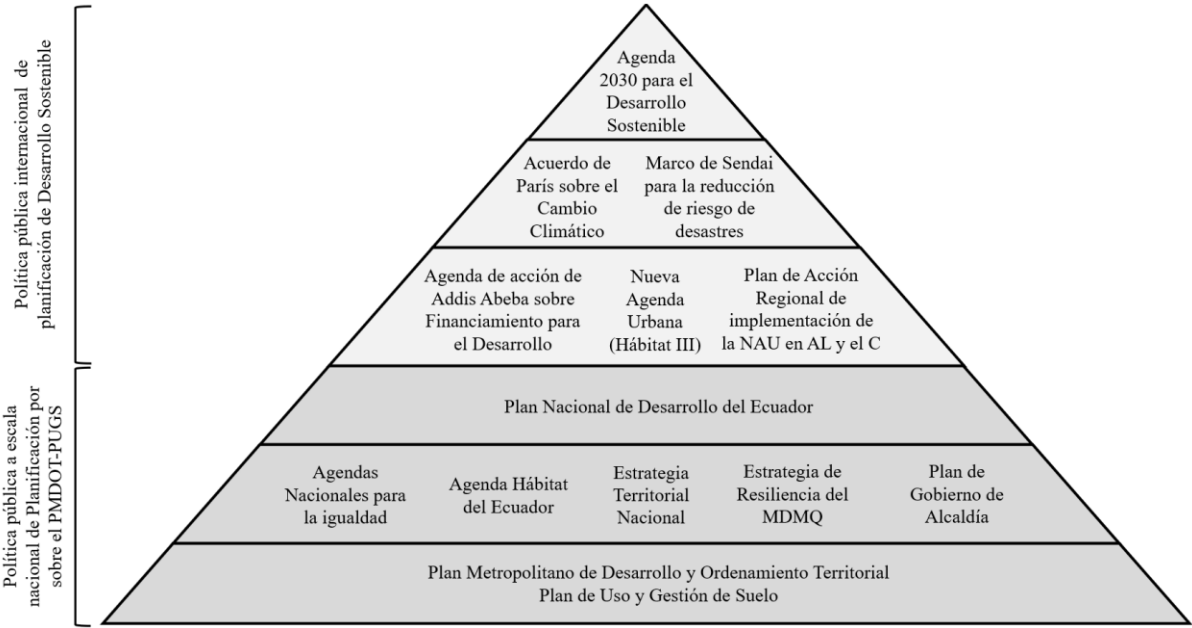 Política pública internacional de
planificación de Desarrollo Sostenible
Agenda
2030 para el
Desarrollo
Sostenible
Acuerdo de
París sobre el
Cambio
Climático
Marco de Sendai
para la reducción
de riesgo de
desastres
Agenda de acción de
Addis Abeba sobre
Financiamiento para
el Desarrollo
Nueva
Agenda
Urbana
(Hábitat III)
Plan de Acción
Regional de
implementación de
la NAU en AL y el C
Política pública a escala
nacional de Planificación por
sobre el PMDOT-PUGS
Plan Nacional de Desarrollo del Ecuador
Agendas
Nacionales para
la igualdad
Agenda Hábitat
del Ecuador
Estrategia
Territorial
Nacional
Estrategia de
Resiliencia del
MDMQ
Plan de
Gobierno de
Alcaldía
Plan Metropolitano de Desarrollo y Ordenamiento Territorial
Plan de Uso y Gestión de Suelo